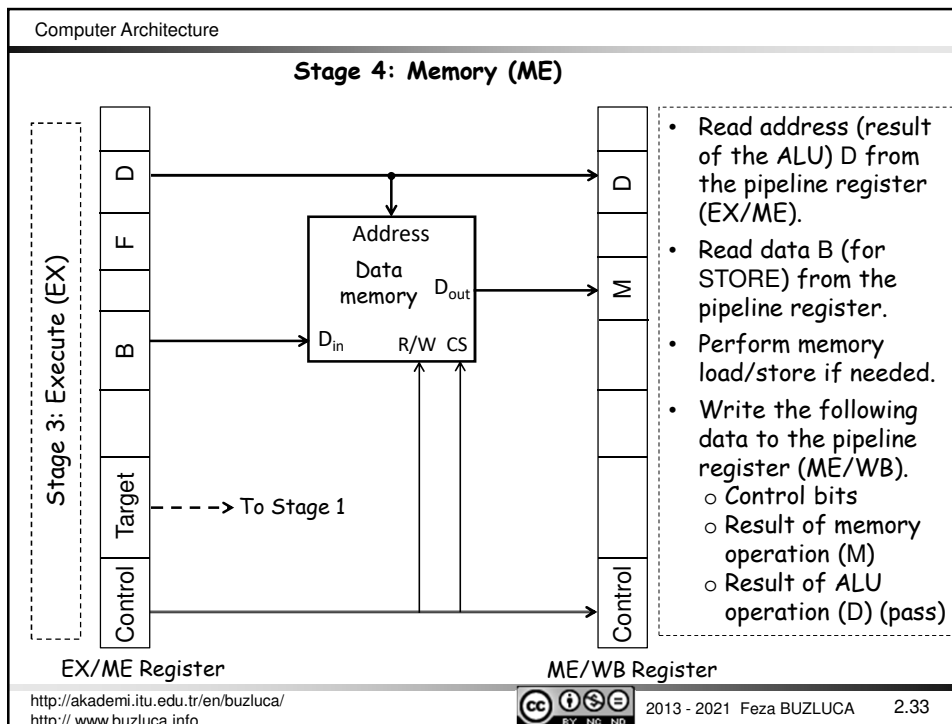 Computer Architecture
Stage 4: Memory (ME)
Stage 3: Execute (EX)
D
F
B
Target
Control
EX/ME Register
Address
Data
memory
Dout
Din
R/W CS
To Stage 1
D
M
Control
ME/WB Register
• Read address (result
of the ALU) D from
the pipeline register
(EX/ME).
• Read data B (for
STORE) from the
pipeline register.
• Perform memory
load/store if needed.
• Write the following
data to the pipeline
register (ME/WB).
o Control bits
o Result of memory
operation (M)
o Result of ALU
operation (D) (pass)
http://akademi.itu.edu.tr/en/buzluca/
http:// www.buzluca.info
cc
BY NC ND
2013 - 2021 Feza BUZLUCA
2.33